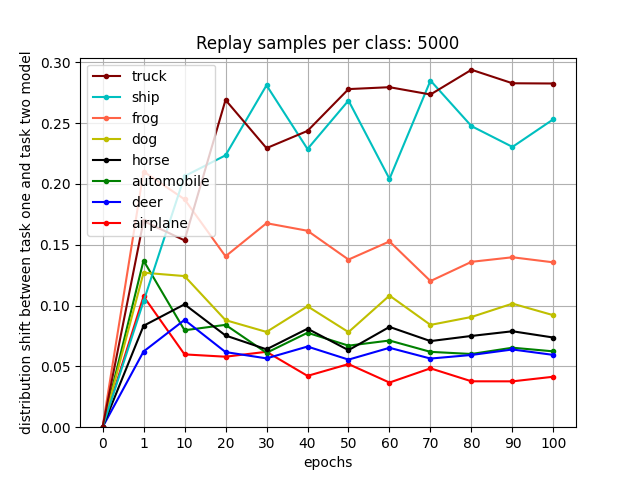 Replay samples per class: 5000
distribution shift between task one and task two model
0.30
0.25
0.20
0.15
0.10
0.05
0.00
truck
ship
frog
dog
horse
automobile
deer
airplane
0 1 10 20 30 40 50 60 70 80 90 100
epochs